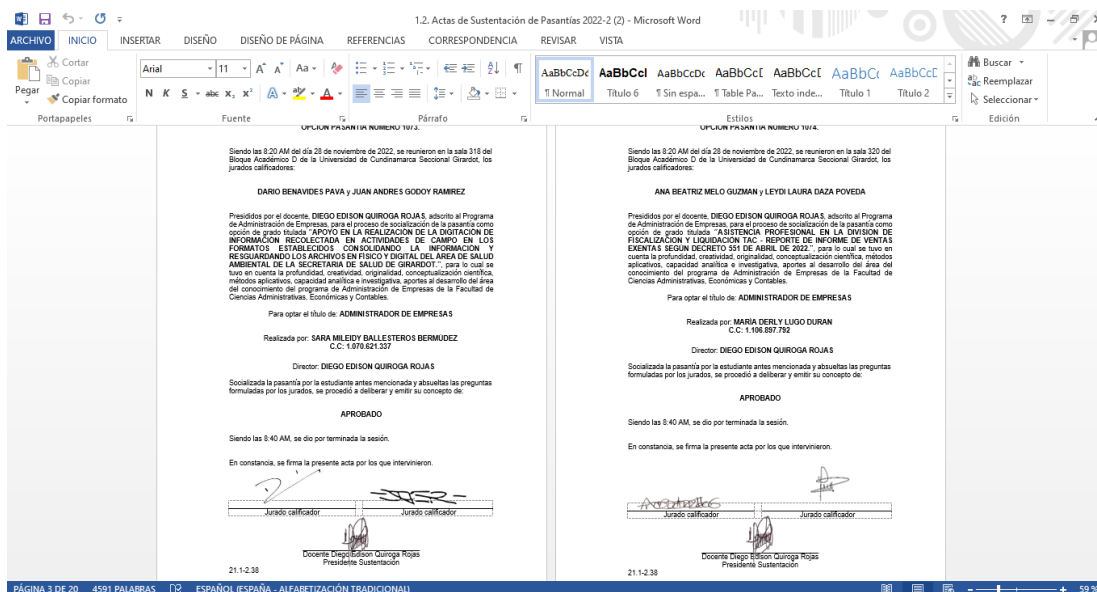 1.2. Actas de Sustentación de Pasantías 2022-2 (2) - Microsoft Word
ARCHIVO INICIO INSERTAR DISEÑO DISEÑO DE PÁGINA REFERENCIAS CORRESPONDENCIA REVISAR VISTA
Pegar
Cortar
Copiar
Copiar formato
Portapapeles
Arial 11
N K S abc X₂ X²
Fuente
Párrafo
AaBbCcDc AaBbCcI AaBbCcDc AaBbCcI AaBbCcI AaBbCc AaBbCcE
¶ Normal Título 6 ¶ Sin espa... ¶ Table Pa... Texto inde... Título 1 Título 2
Estilos
Buscar
Reemplazar
Seleccionar
Edición
OPCIÓN PASANTÍA NÚMERO 1073.
Siendo las 8:20 AM del día 28 de noviembre de 2022, se reunieron en la sala 318 del
Bloque Académico D de la Universidad de Cundinamarca Seccional Girardot, los
jurados calificadores:
DARIO BENAVIDES PAVA y JUAN ANDRES GODOY RAMIREZ
Presididos por el docente, DIEGO EDISON QUIROGA ROJAS, adscrito al Programa
de Administración de Empresas, para el proceso de socialización de la pasantía como
opción de grado titulada "APOYO EN LA REALIZACIÓN DE LA DIGITACIÓN DE
INFORMACIÓN RECOLECTADA EN ACTIVIDADES DE CAMPO EN LOS
FORMATOS ESTABLECIDOS CONSOLIDANDO LA INFORMACIÓN Y
RESGUARDANDO LOS ARCHIVOS EN FÍSICO Y DIGITAL DEL ÁREA DE SALUD
AMBIENTAL DE LA SECRETARIA DE SALUD DE GIRARDOT.", para lo cual se
tuvo en cuenta la profundidad, creatividad, originalidad, conceptualización científica,
métodos aplicativos, capacidad analítica e investigativa, aportes al desarrollo del área
del conocimiento del programa de Administración de Empresas de la Facultad de
Ciencias Administrativas, Económicas y Contables.
Para optar el título de: ADMINISTRADOR DE EMPRESAS
Realizada por: SARA MILEIDY BALLESTEROS BERMÚDEZ
C.C: 1.070.621.337
Director: DIEGO EDISON QUIROGA ROJAS
Socializada la pasantía por la estudiante antes mencionada y absueltas las preguntas
formuladas por los jurados, se procedió a deliberar y emitir su concepto de:
APROBADO
Siendo las 8:40 AM, se dio por terminada la sesión.
En constancia, se firma la presente acta por los que intervinieron.
Jurado calificador Jurado calificador
Docente Diego Edison Quiroga Rojas
Presidente Sustentación
21.1-2.38
OPCIÓN PASANTÍA NÚMERO 1074.
Siendo las 8:20 AM del día 28 de noviembre de 2022, se reunieron en la sala 320 del
Bloque Académico D de la Universidad de Cundinamarca Seccional Girardot, los
jurados calificadores:
ANA BEATRIZ MELO GUZMAN y LEYDI LAURA DAZA POVEDA
Presididos por el docente, DIEGO EDISON QUIROGA ROJAS, adscrito al Programa
de Administración de Empresas, para el proceso de socialización de la pasantía como
opción de grado titulada "ASISTENCIA PROFESIONAL EN LA DIVISIÓN DE
FISCALIZACIÓN Y LIQUIDACIÓN TAC - REPORTE DE INFORME DE VENTAS
EXENTAS SEGÚN DECRETO 551 DE ABRIL DE 2022.", para lo cual se tuvo en
cuenta la profundidad, creatividad, originalidad, conceptualización científica, métodos
aplicativos, capacidad analítica e investigativa, aportes al desarrollo del área del
conocimiento del programa de Administración de Empresas de la Facultad de
Ciencias Administrativas, Económicas y Contables.
Para optar el título de: ADMINISTRADOR DE EMPRESAS
Realizada por: MARÍA DERLY LUGO DURAN
C.C: 1.106.897.792
Director: DIEGO EDISON QUIROGA ROJAS
Socializada la pasantía por la estudiante antes mencionada y absueltas las preguntas
formuladas por los jurados, se procedió a deliberar y emitir su concepto de:
APROBADO
Siendo las 8:40 AM, se dio por terminada la sesión.
En constancia, se firma la presente acta por los que intervinieron.
Jurado calificador Jurado calificador
Docente Diego Edison Quiroga Rojas
Presidente Sustentación
21.1-2.38
PÁGINA 3 DE 20 4591 PALABRAS ESPAÑOL (ESPAÑA - ALFABETIZACIÓN TRADICIONAL) 59 %